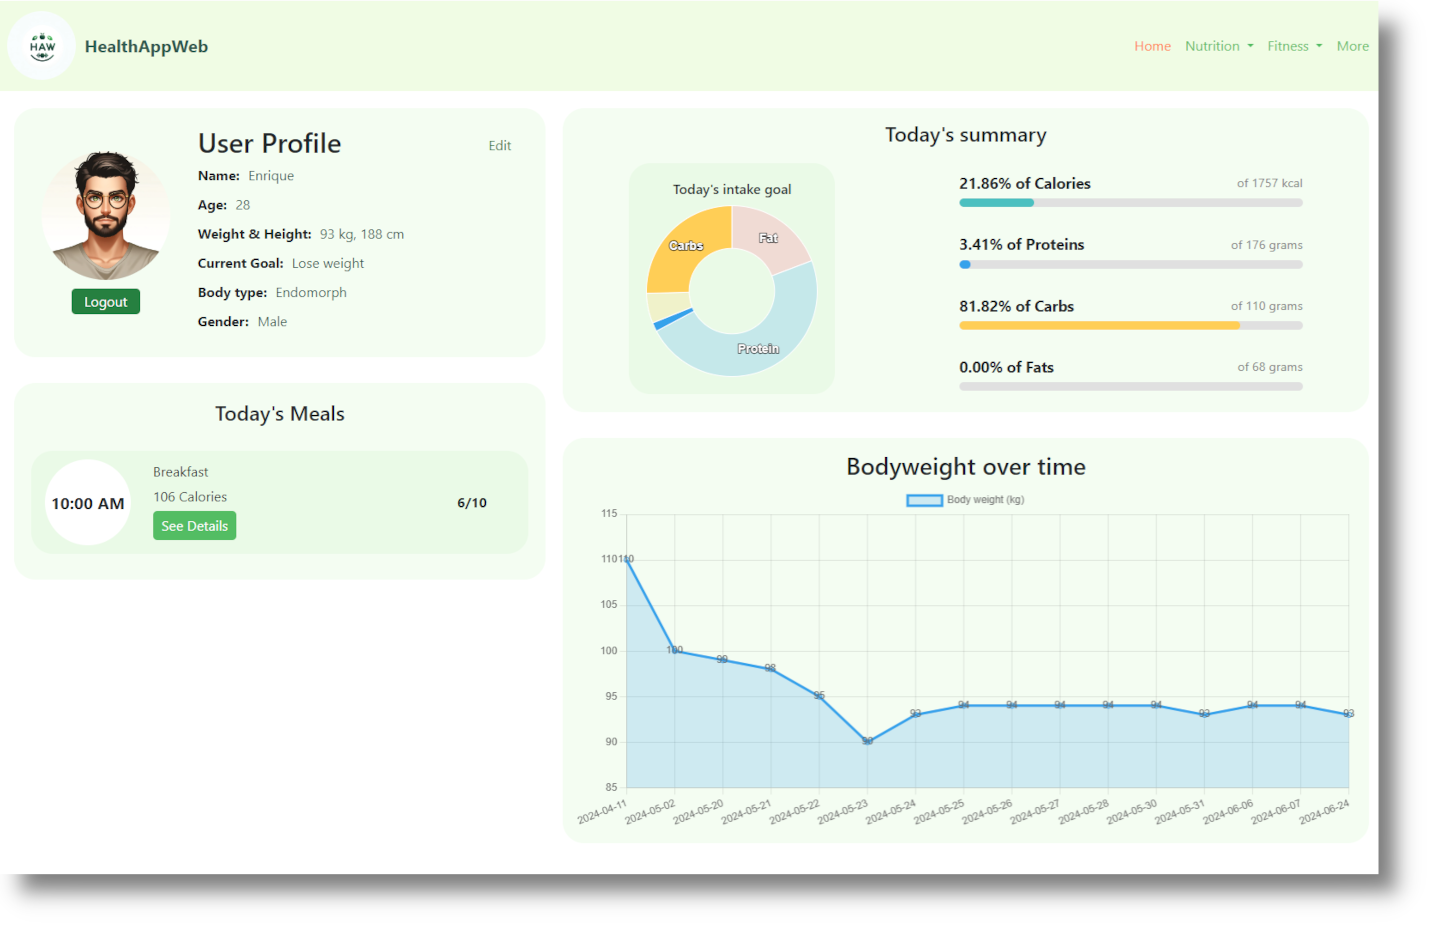 HAW
HealthAppWeb
Home Nutrition Fitness More
User Profile
Edit
Name: Enrique
Age: 28
Weight & Height: 93 kg, 188 cm
Current Goal: Lose weight
Body type: Endomorph
Gender: Male
Logout
Today's Meals
10:00 AM
Breakfast
106 Calories
See Details
6/10
Today's summary
Today's intake goal
Carbs
Fat
Protein
21.86% of Calories of 1757 kcal
3.41% of Proteins of 176 grams
81.82% of Carbs of 110 grams
0.00% of Fats of 68 grams
Bodyweight over time
Body weight (kg)
115
110
105
100
95
90
85
110 100 99 98 95 90 93 94 94 94 94 94 93 94 94 93
2024-04-11 2024-05-02 2024-05-20 2024-05-21 2024-05-22 2024-05-23 2024-05-24 2024-05-25 2024-05-26 2024-05-27 2024-05-28 2024-05-30 2024-05-31 2024-06-06 2024-06-07 2024-06-24